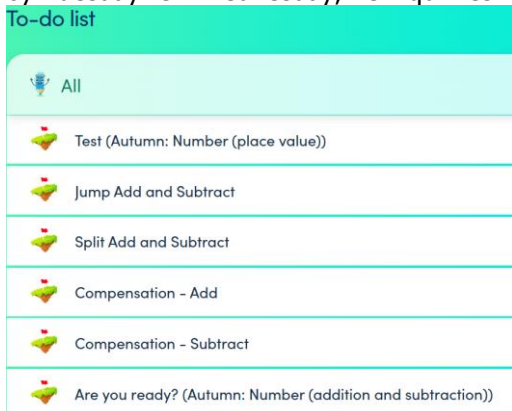 To-do list
All
Test (Autumn: Number (place value))
Jump Add and Subtract
Split Add and Subtract
Compensation - Add
Compensation - Subtract
Are you ready? (Autumn: Number (addition and subtraction))